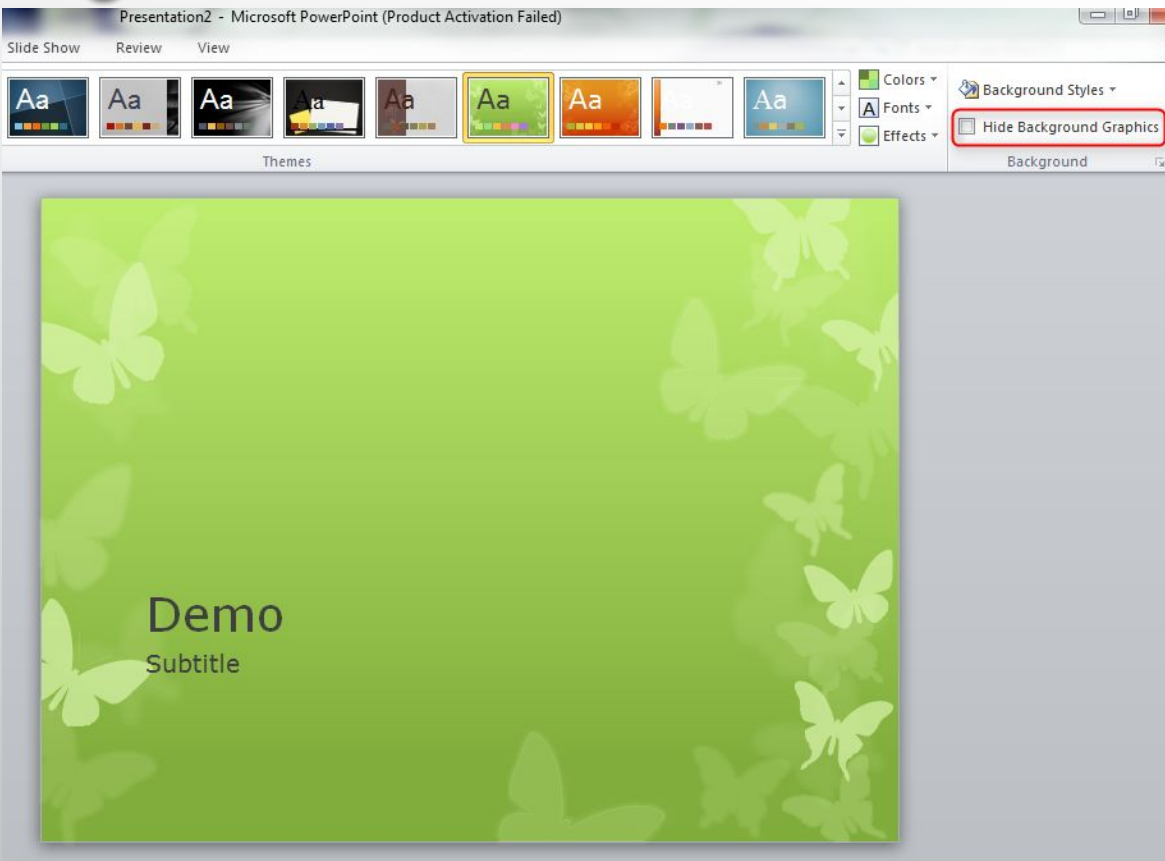 Presentation2 - Microsoft PowerPoint (Product Activation Failed)
Slide Show Review View
Aa Aa Aa Aa Aa Aa Aa Aa Aa
Colors
Fonts
Effects
Background Styles
Hide Background Graphics
Themes Background
Demo
Subtitle